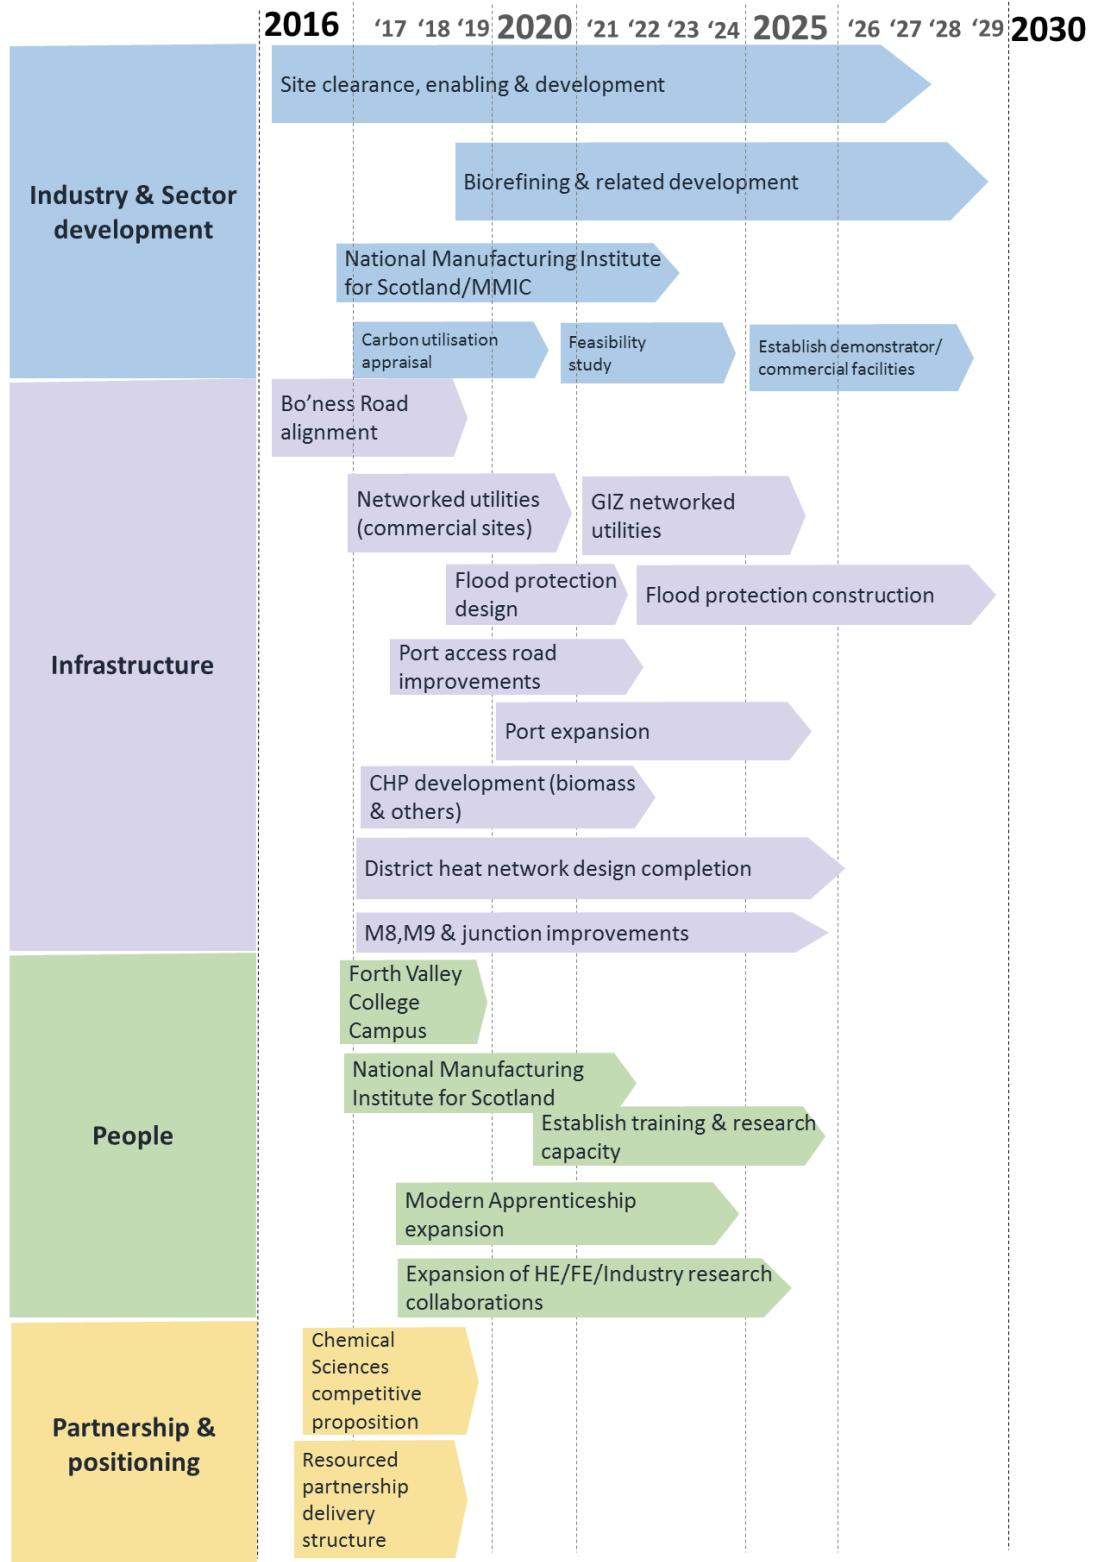 2016 ‘17 ‘18 ‘19 2020 ‘21 ‘22 ‘23 ‘24 2025 ‘26 ‘27 ‘28 ‘29 2030
Industry & Sector
development
Site clearance, enabling & development
Biorefining & related development
National Manufacturing Institute
for Scotland/MMIC
Carbon utilisation
appraisal
Feasibility
study
Establish demonstrator/
commercial facilities
Infrastructure
Bo’ness Road
alignment
Networked utilities
(commercial sites)
GIZ networked
utilities
Flood protection
design
Flood protection construction
Port access road
improvements
Port expansion
CHP development (biomass
& others)
District heat network design completion
M8,M9 & junction improvements
People
Forth Valley
College
Campus
National Manufacturing
Institute for Scotland
Establish training & research
capacity
Modern Apprenticeship
expansion
Expansion of HE/FE/Industry research
collaborations
Partnership &
positioning
Chemical
Sciences
competitive
proposition
Resourced
partnership
delivery
structure